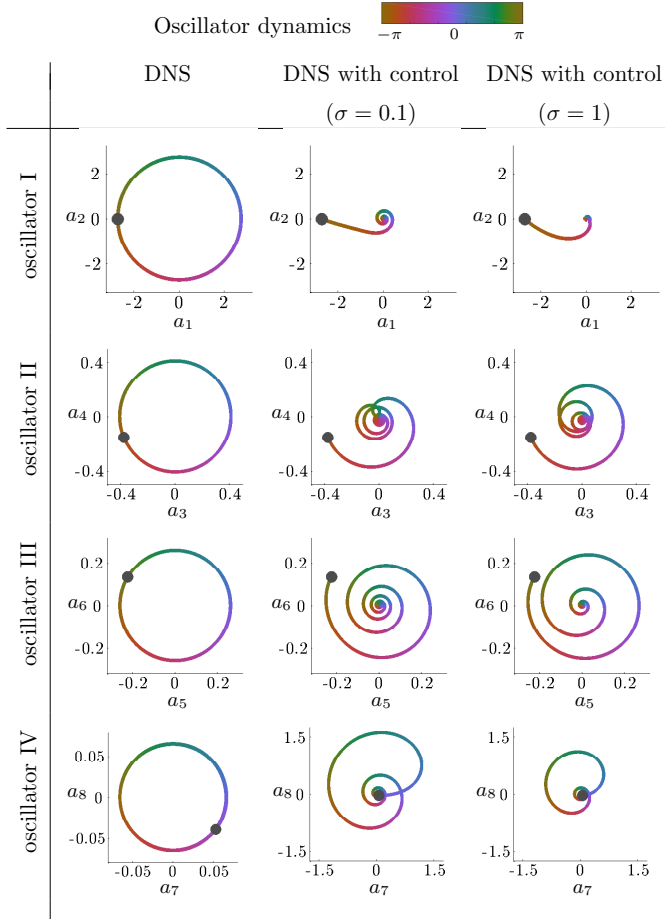 Oscillator dynamics
−π 0 π
DNS DNS with control DNS with control
(σ = 0.1) (σ = 1)
oscillator I
2 2 2
a2 0 a2 0 a2 0
-2 -2 -2
-2 0 2 -2 0 2 -2 0 2
a1 a1 a1
oscillator II
0.4 0.4 0.4
a4 0 a4 0 a4 0
-0.4 -0.4 -0.4
-0.4 0 0.4 -0.4 0 0.4 -0.4 0 0.4
a3 a3 a3
oscillator III
0.2 0.2 0.2
a6 0 a6 0 a6 0
-0.2 -0.2 -0.2
-0.2 0 0.2 -0.2 0 0.2 -0.2 0 0.2
a5 a5 a5
oscillator IV
0.05 1.5 1.5
a8 0 a8 0 a8 0
-0.05 -1.5 -1.5
-0.05 0 0.05 -1.5 0 1.5 -1.5 0 1.5
a7 a7 a7